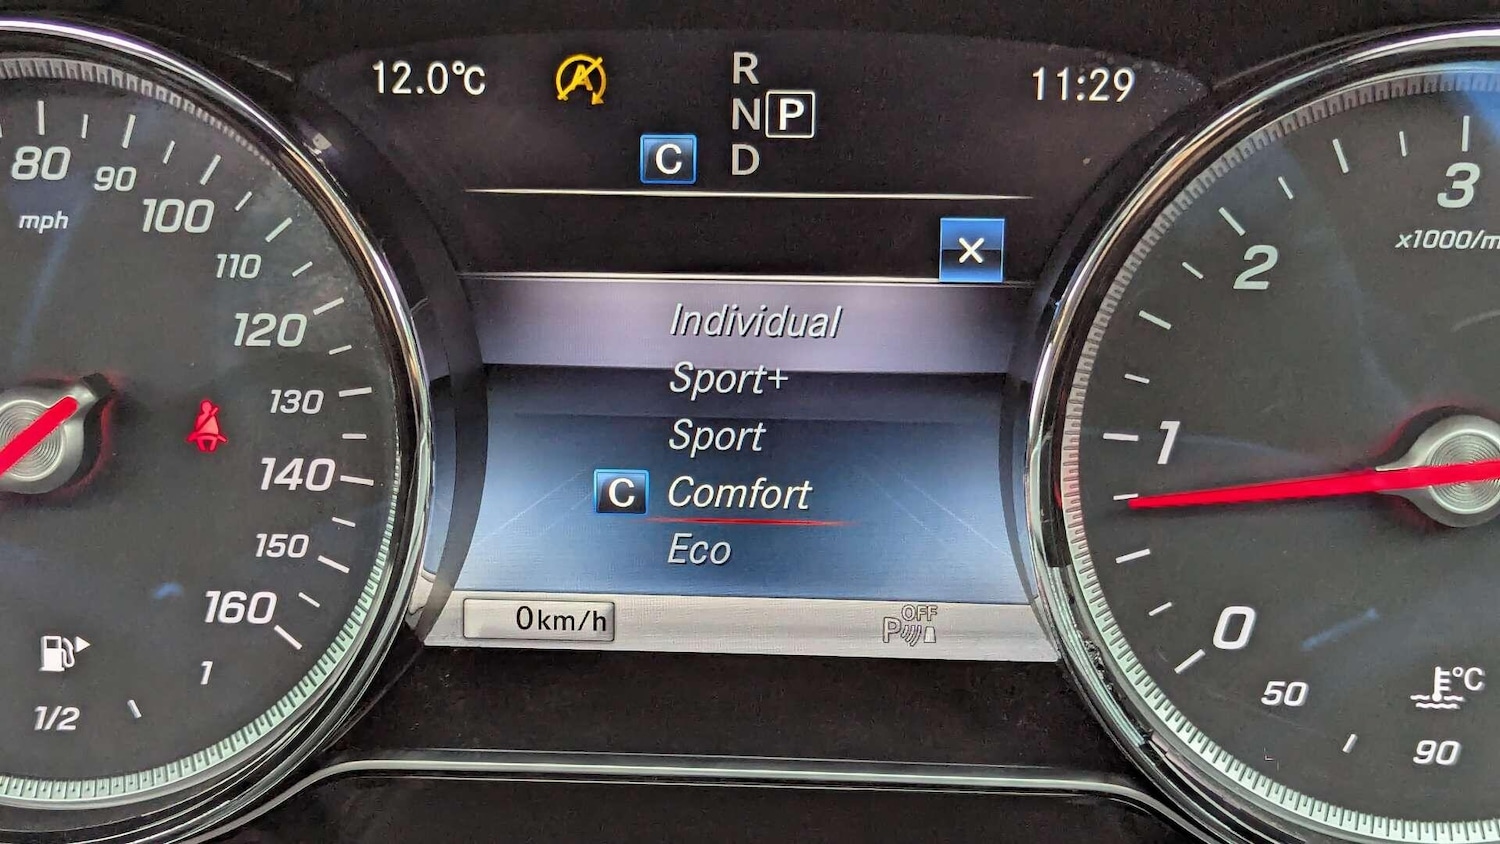 12.0°C
A
R
N P
C D
11:29
×
Individual
Sport+
Sport
C Comfort
Eco
0km/h
OFF
P
80
90
100
mph
110
120
130
140
150
160
1
1/2
3
x1000/m
2
1
0
50
°C
90